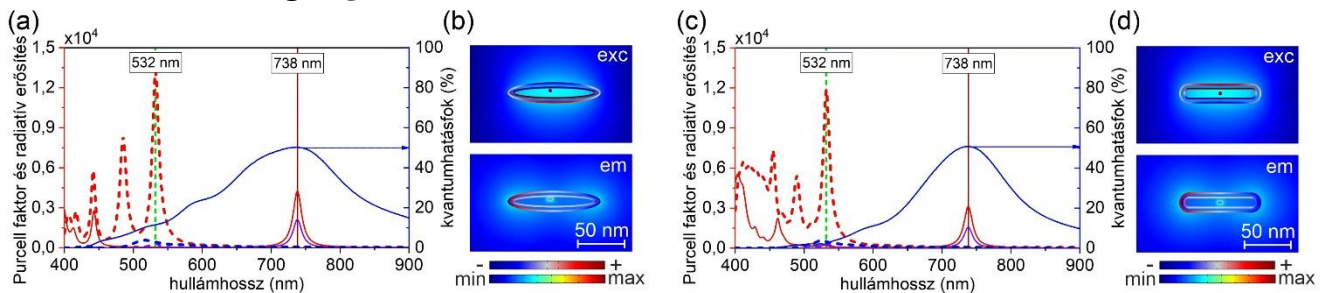 (a)
x10⁴
1,5
1,2
0,9
0,6
0,3
0,0
Purcell faktor és radiatív erősítés
532 nm
738 nm
100
80
60
40
20
0
kvantumhatásfok (%)
400 500 600 700 800 900
hullámhossz (nm)
(b)
exc
em
50 nm
- +
min max
(c)
x10⁴
1,5
1,2
0,9
0,6
0,3
0,0
Purcell faktor és radiatív erősítés
532 nm
738 nm
100
80
60
40
20
0
kvantumhatásfok (%)
400 500 600 700 800 900
hullámhossz (nm)
(d)
exc
em
50 nm
- +
min max